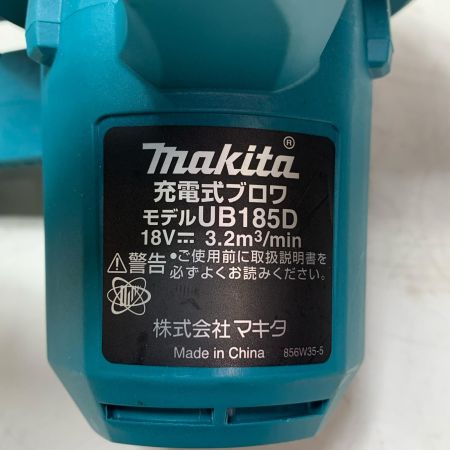 makita®
充電式ブロワ
モデルUB185D
18V⎓ 3.2m³/min
⚠警告 •ご使用前に取扱説明書を
必ずよくお読みください。
株式会社マキタ
Made in China 856W35-5